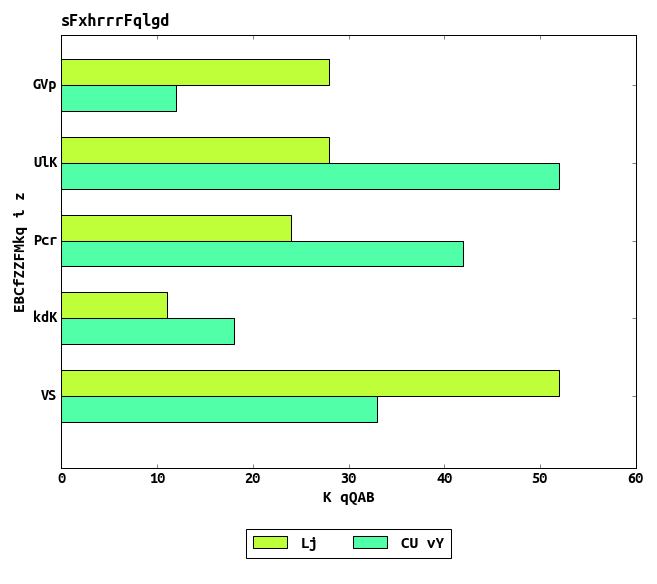 sFxhrrrFqlgd
EBCfZZFMkq i z
GVp
UlK
Pcr
kdK
VS
0 10 20 30 40 50 60
K qQAB
Lj CU vY